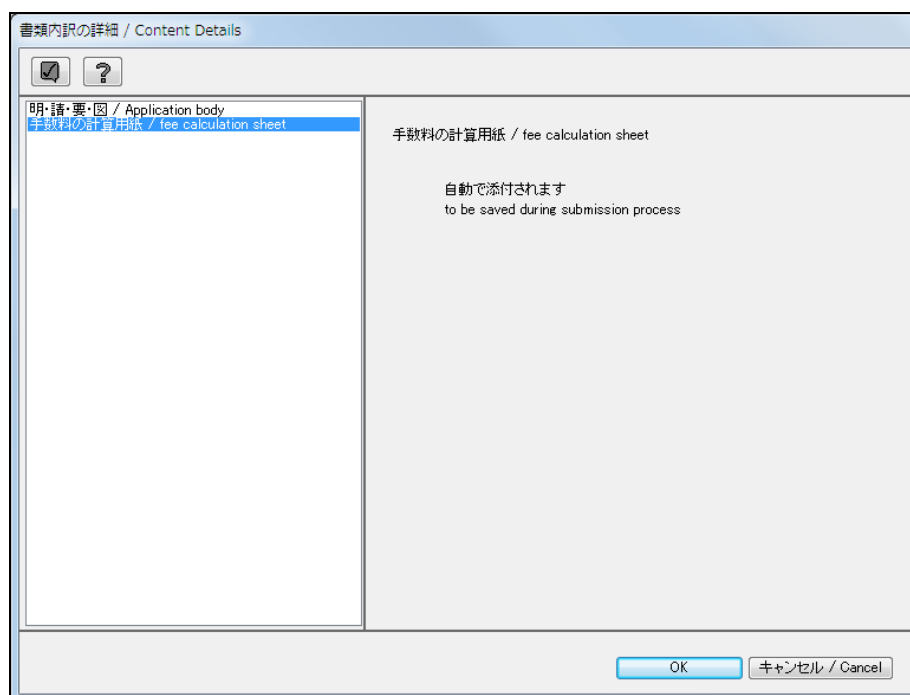 書類内訳の詳細 / Content Details
?
明・請・要・図 / Application body
手数料の計算用紙 / fee calculation sheet
手数料の計算用紙 / fee calculation sheet
自動で添付されます
to be saved during submission process
OK
キャンセル / Cancel